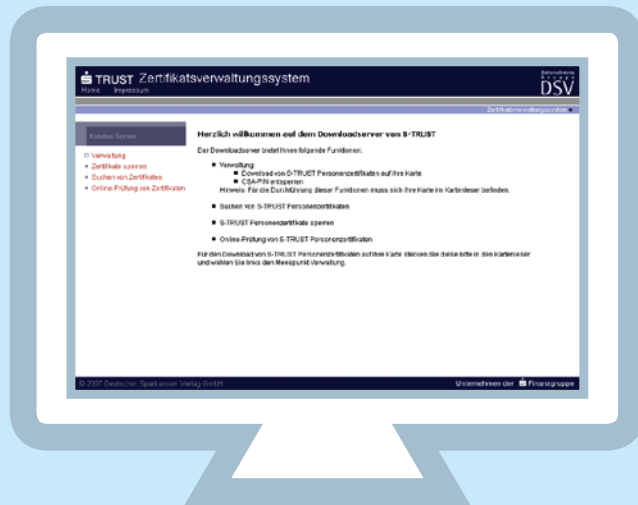 TRUST Zertifikatsverwaltungssystem
Home Impressum
DSV
Zertifikatsverwaltungssystem
Kunden Server
Verwaltung
Zertifikate sperren
Suchen von Zertifikaten
Online-Prüfung von Zertifikaten
Herzlich willkommen auf dem Downloadserver von S-TRUST
Der Downloadserver bietet Ihnen folgende Funktionen:
Verwaltung:
Download von S-TRUST Personenzertifikaten auf Ihre Karte
CSA-PIN entsperren
Hinweis: Für die Durchführung dieser Funktionen muss sich Ihre Karte im Kartenleser befinden.
Suchen von S-TRUST Personenzertifikaten
S-TRUST Personenzertifikate sperren
Online-Prüfung von S-TRUST Personenzertifikaten
Für den Download von S-TRUST Personenzertifikaten auf Ihre Karte stecken Sie diese bitte in den Kartenleser
und wählen Sie links den Menüpunkt Verwaltung.
© 2007 Deutscher Sparkassen Verlag GmbH
Unternehmen der Finanzgruppe